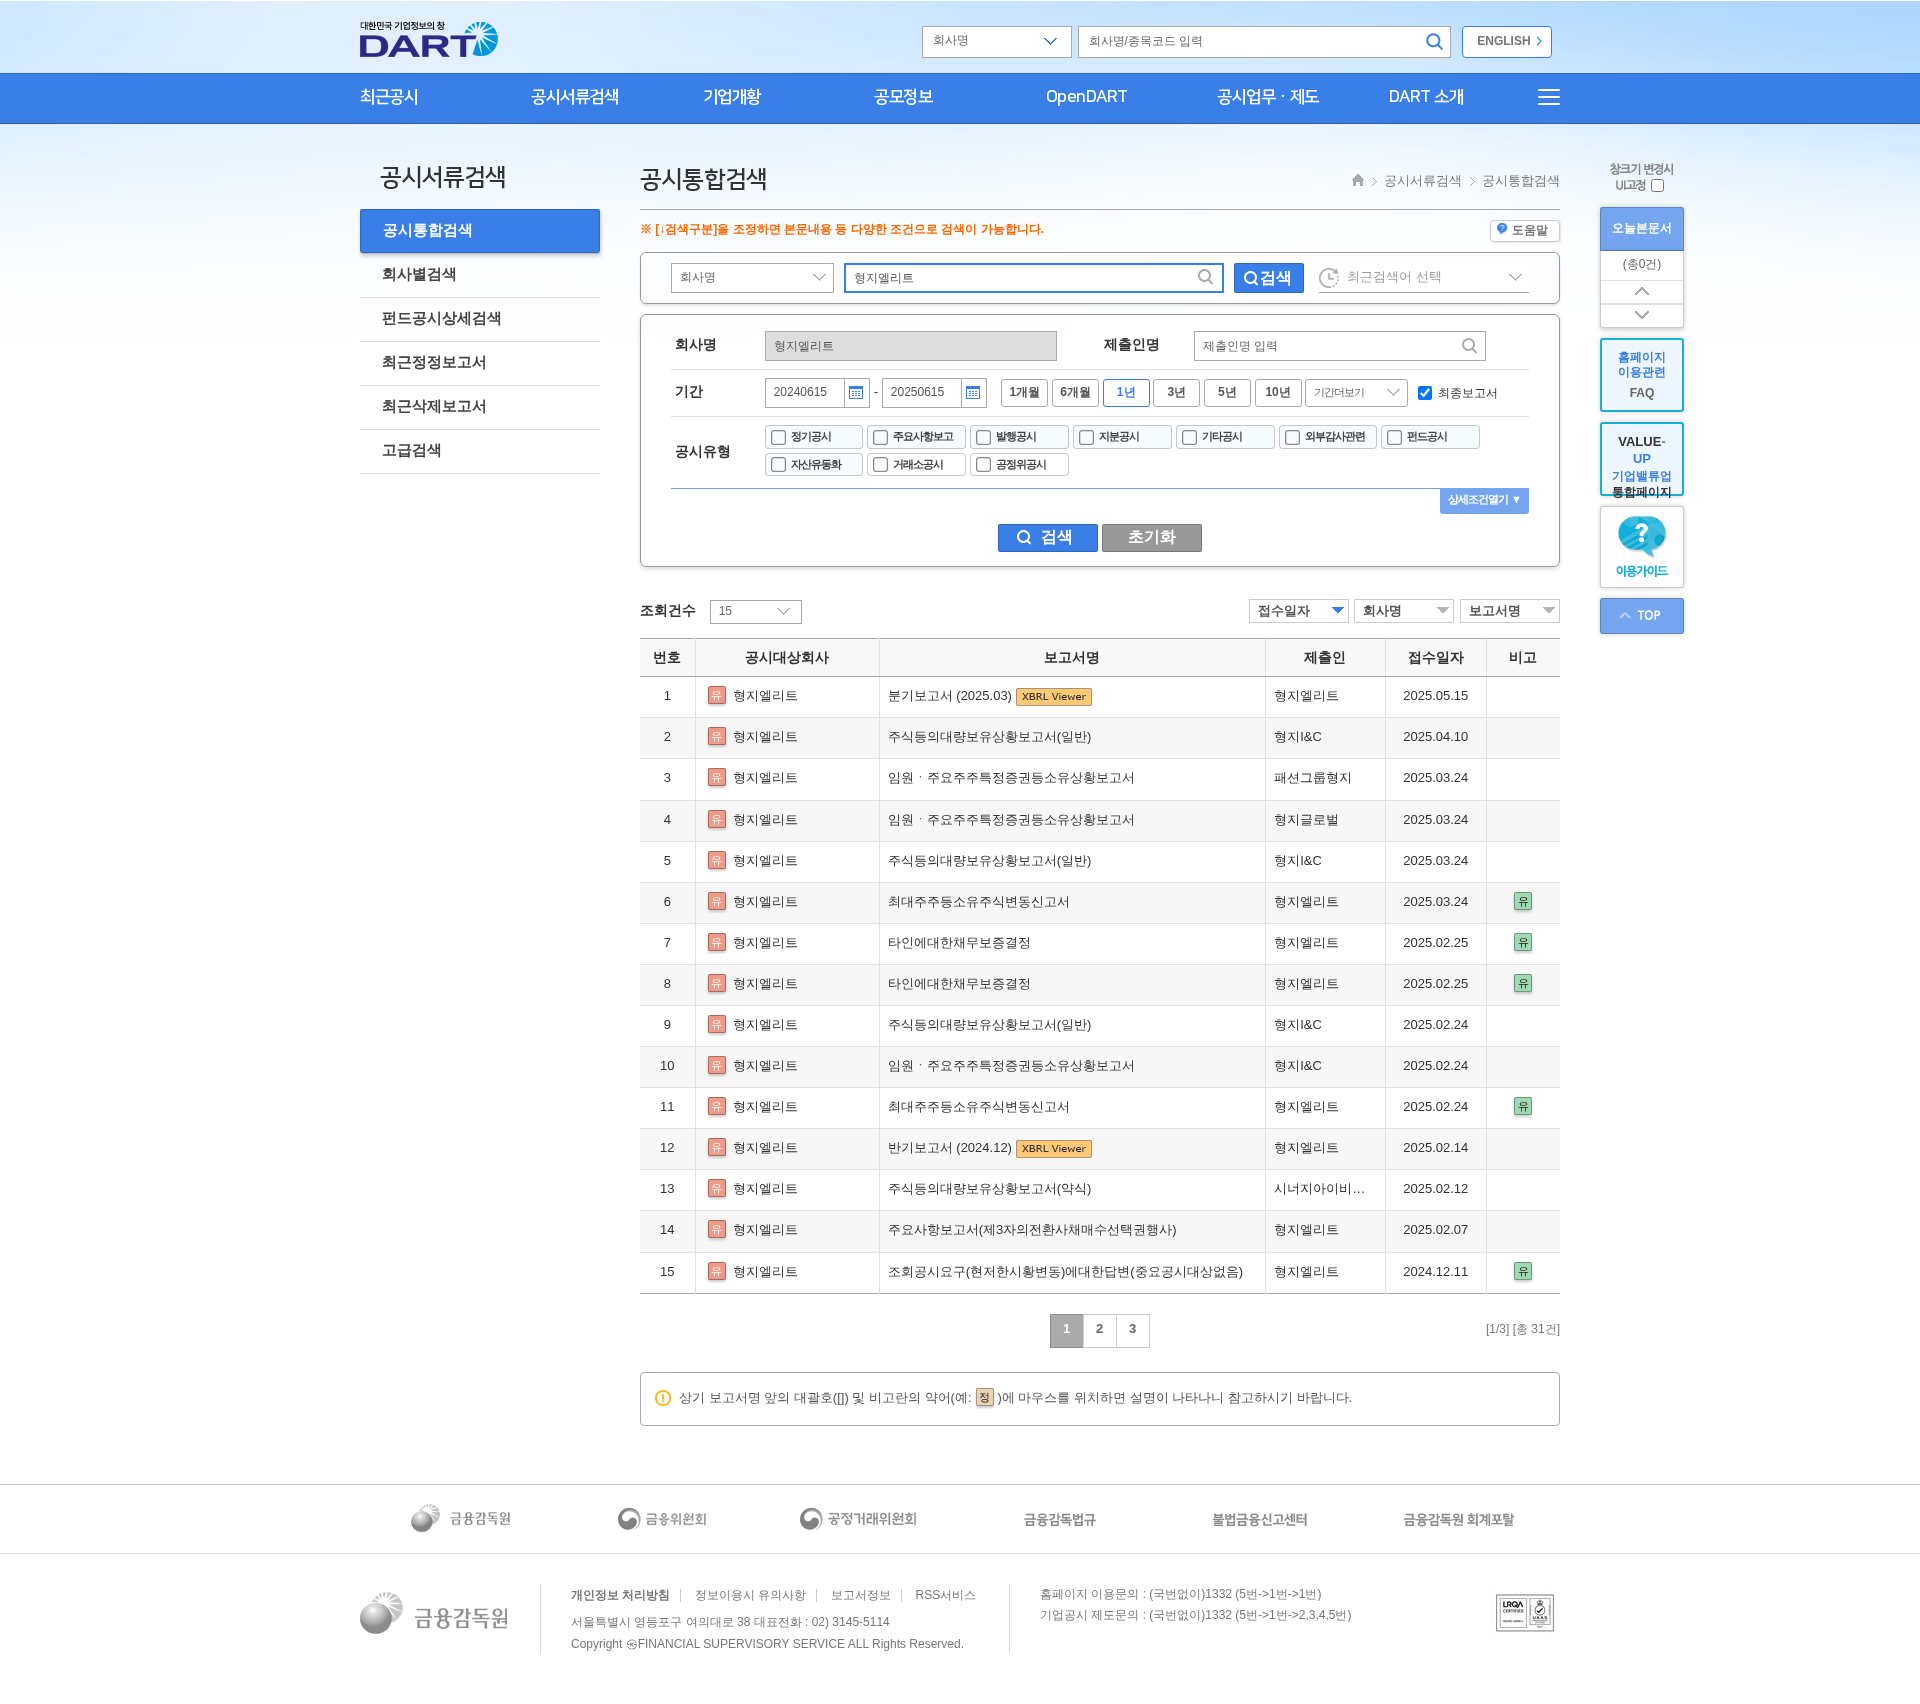 대한민국 기업정보의 창
DART
회사명
회사명/종목코드 입력
ENGLISH
최근공시 공시서류검색 기업개황 공모정보 OpenDART 공시업무 · 제도 DART 소개
공시서류검색
공시통합검색
회사별검색
펀드공시상세검색
최근정정보고서
최근삭제보고서
고급검색
공시통합검색
공시서류검색 공시통합검색
※ [↓검색구분]을 조정하면 본문내용 등 다양한 조건으로 검색이 가능합니다.
도움말
회사명 형지엘리트 검색 최근검색어 선택
회사명 형지엘리트 제출인명 제출인명 입력
기간 20240615 - 20250615 1개월 6개월 1년 3년 5년 10년 기간더보기 최종보고서
공시유형
정기공시 주요사항보고 발행공시 지분공시 기타공시 외부감사관련 펀드공시
자산유동화 거래소공시 공정위공시
상세조건열기 ▼
검색 초기화
조회건수 15 접수일자 회사명 보고서명
번호 공시대상회사 보고서명 제출인 접수일자 비고
1 유 형지엘리트 분기보고서 (2025.03) XBRL Viewer 형지엘리트 2025.05.15
2 유 형지엘리트 주식등의대량보유상황보고서(일반) 형지I&C 2025.04.10
3 유 형지엘리트 임원ㆍ주요주주특정증권등소유상황보고서 패션그룹형지 2025.03.24
4 유 형지엘리트 임원ㆍ주요주주특정증권등소유상황보고서 형지글로벌 2025.03.24
5 유 형지엘리트 주식등의대량보유상황보고서(일반) 형지I&C 2025.03.24
6 유 형지엘리트 최대주주등소유주식변동신고서 형지엘리트 2025.03.24 유
7 유 형지엘리트 타인에대한채무보증결정 형지엘리트 2025.02.25 유
8 유 형지엘리트 타인에대한채무보증결정 형지엘리트 2025.02.25 유
9 유 형지엘리트 주식등의대량보유상황보고서(일반) 형지I&C 2025.02.24
10 유 형지엘리트 임원ㆍ주요주주특정증권등소유상황보고서 형지I&C 2025.02.24
11 유 형지엘리트 최대주주등소유주식변동신고서 형지엘리트 2025.02.24 유
12 유 형지엘리트 반기보고서 (2024.12) XBRL Viewer 형지엘리트 2025.02.14
13 유 형지엘리트 주식등의대량보유상황보고서(약식) 시너지아이비… 2025.02.12
14 유 형지엘리트 주요사항보고서(제3자의전환사채매수선택권행사) 형지엘리트 2025.02.07
15 유 형지엘리트 조회공시요구(현저한시황변동)에대한답변(중요공시대상없음) 형지엘리트 2024.12.11 유
1 2 3
[1/3] [총 31건]
상기 보고서명 앞의 대괄호([]) 및 비고란의 약어(예: 정 )에 마우스를 위치하면 설명이 나타나니 참고하시기 바랍니다.
창크기 변경시
UI고정
오늘본문서
(총0건)
홈페이지
이용관련
FAQ
VALUE-
UP
기업밸류업
통합페이지
?
이용가이드
TOP
금융감독원 금융위원회 공정거래위원회 금융감독법규 불법금융신고센터 금융감독원 회계포탈
금융감독원
개인정보 처리방침 정보이용시 유의사항 보고서정보 RSS서비스
서울특별시 영등포구 여의대로 38 대표전화 : 02) 3145-5114
Copyright ㉿FINANCIAL SUPERVISORY SERVICE ALL Rights Reserved.
홈페이지 이용문의 : (국번없이)1332 (5번->1번->1번)
기업공시 제도문의 : (국번없이)1332 (5번->1번->2,3,4,5번)
LRQA
CERTIFIED
UKAS